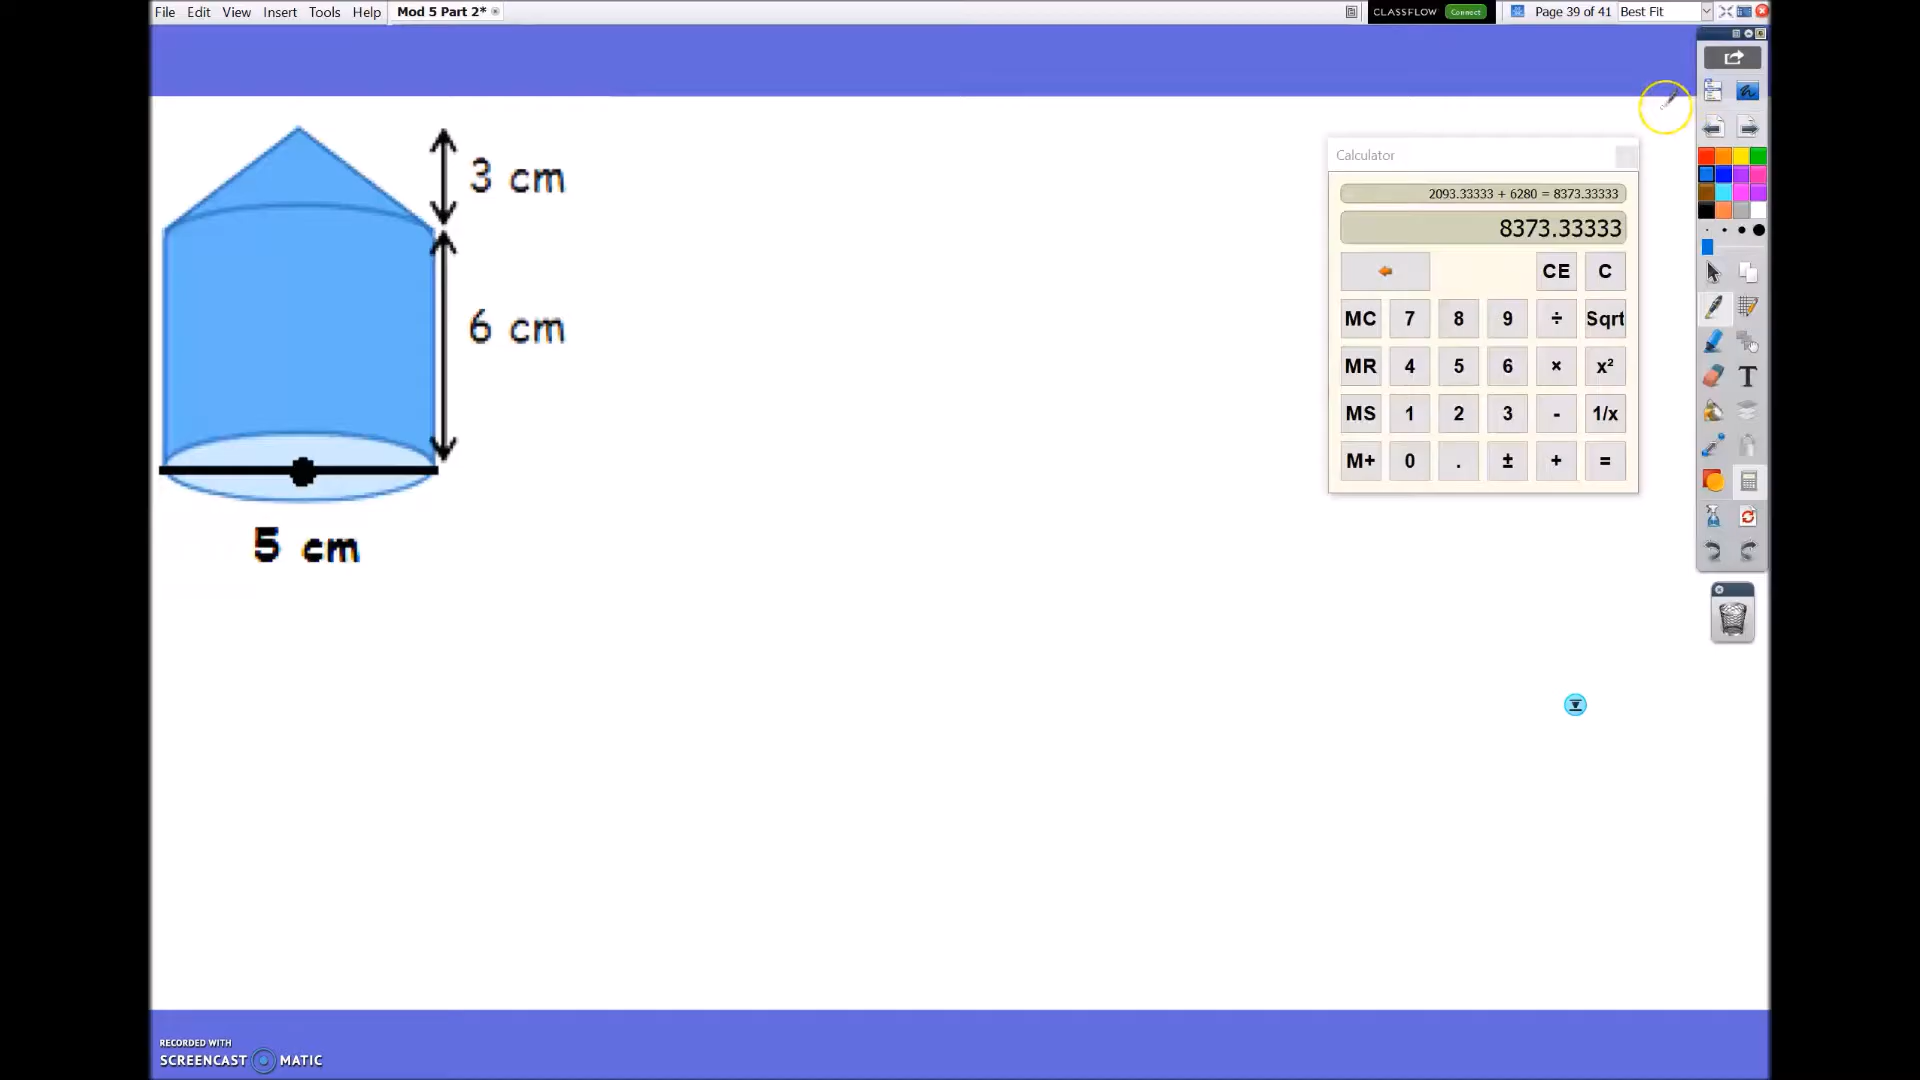 File Edit View Insert Tools Help Mod 5 Part 2* CLASSFLOW Connect Page 39 of 41 Best Fit
3 cm
6 cm
5 cm
Calculator
2093.33333 + 6280 = 8373.33333
8373.33333
CE C
MC 7 8 9 ÷ Sqrt
MR 4 5 6 × x²
MS 1 2 3 - 1/x
M+ 0 . ± + =
T
RECORDED WITH
SCREENCAST MATIC